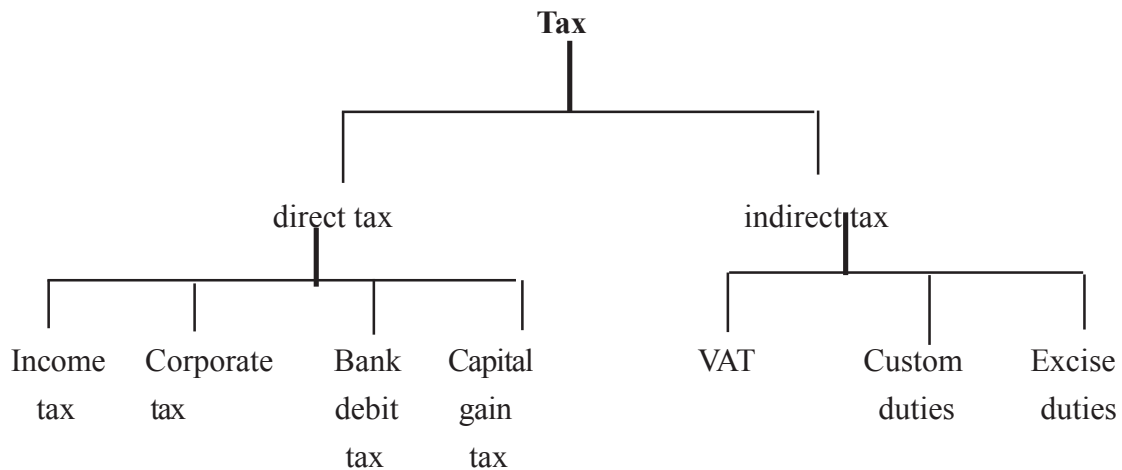 Tax
direct tax
indirect tax
Income tax
Corporate tax
Bank debit tax
Capital gain tax
VAT
Custom duties
Excise duties